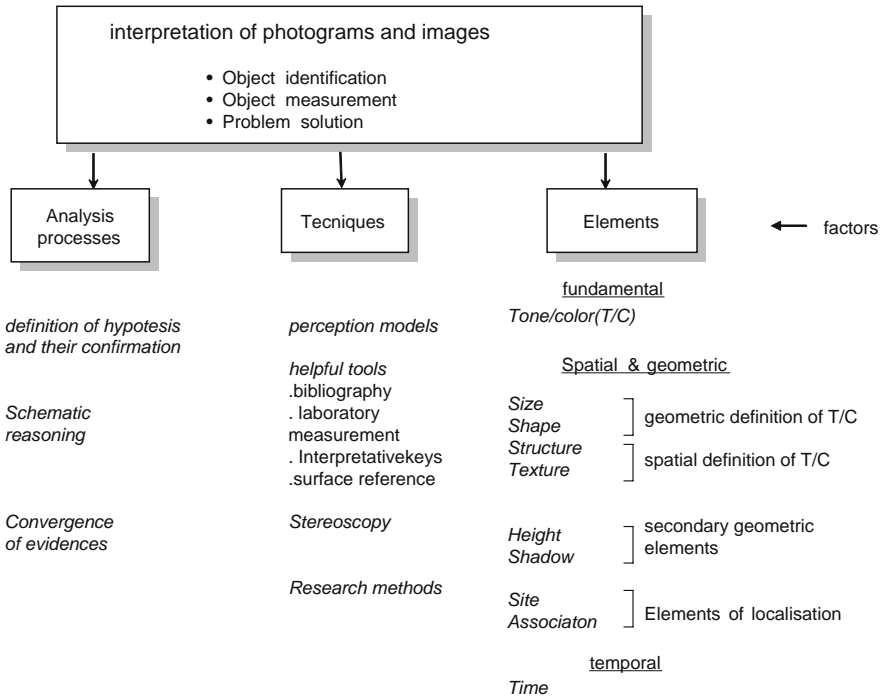 interpretation of photograms and images
• Object identification
• Object measurement
• Problem solution
Analysis
processes
Tecniques
Elements
factors
definition of hypotesis
and their confirmation
Schematic
reasoning
Convergence
of evidences
perception models
helpful tools
.bibliography
. laboratory
measurement
. Interpretativekeys
.surface reference
Stereoscopy
Research methods
fundamental
Tone/color(T/C)
Spatial & geometric
Size
Shape
geometric definition of T/C
Structure
Texture
spatial definition of T/C
Height
Shadow
secondary geometric
elements
Site
Associaton
Elements of localisation
temporal
Time